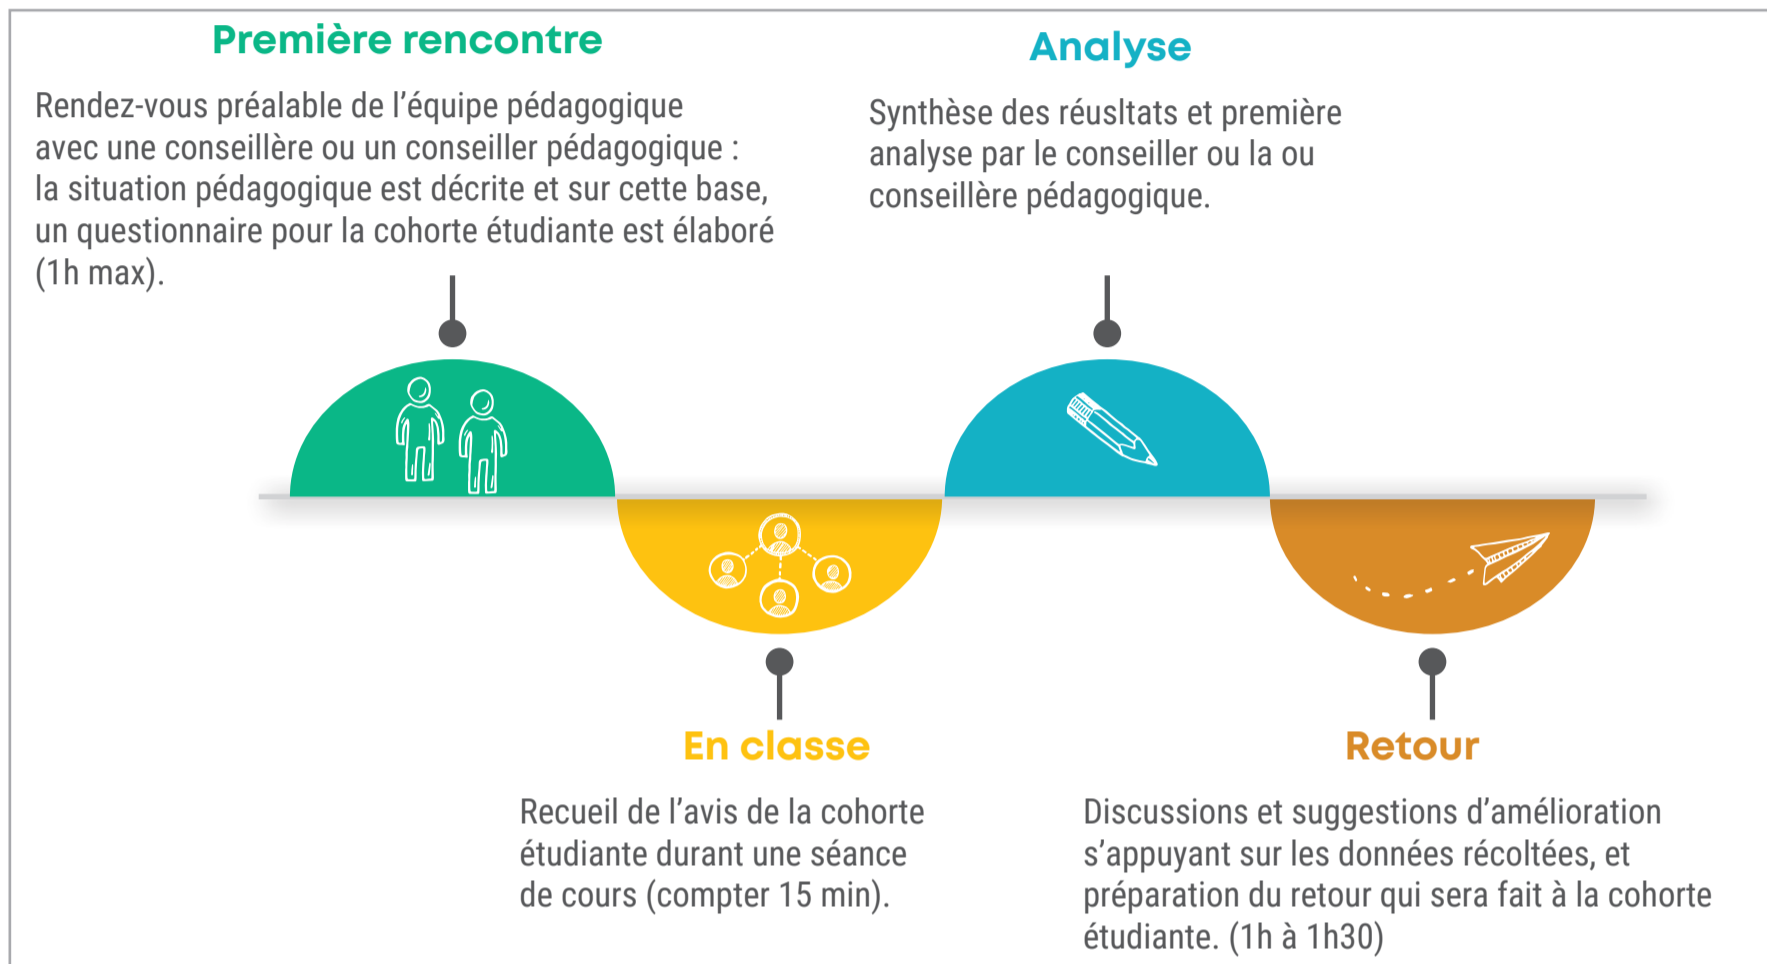 Première rencontre
Rendez-vous préalable de l’équipe pédagogique
avec une conseillère ou un conseiller pédagogique :
la situation pédagogique est décrite et sur cette base,
un questionnaire pour la cohorte étudiante est élaboré
(1h max).
Analyse
Synthèse des réusltats et première
analyse par le conseiller ou la ou
conseillère pédagogique.
En classe
Recueil de l’avis de la cohorte
étudiante durant une séance
de cours (compter 15 min).
Retour
Discussions et suggestions d’amélioration
s’appuyant sur les données récoltées, et
préparation du retour qui sera fait à la cohorte
étudiante. (1h à 1h30)